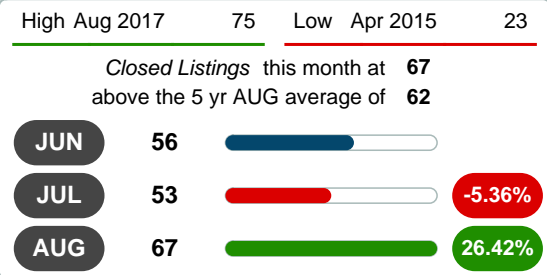 High Aug 2017 75 Low Apr 2015 23
Closed Listings this month at 67
above the 5 yr AUG average of 62
JUN 56
JUL 53 -5.36%
AUG 67 26.42%